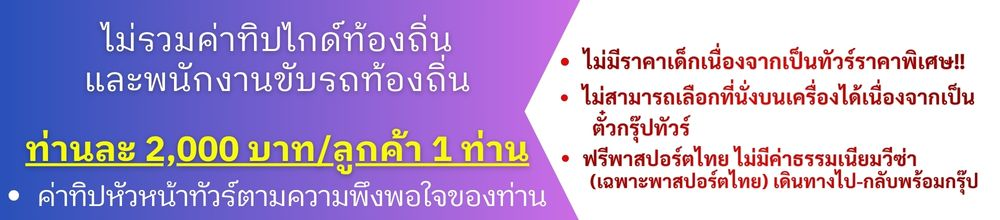 ไม่รวมค่าทิปไกด์ท้องถิ่น
และพนักงานขับรถท้องถิ่น
ท่านละ 2,000 บาท/ลูกค้า 1 ท่าน
• ค่าทิปหัวหน้าทัวร์ตามความพึงพอใจของท่าน
• ไม่มีราคาเด็กเนื่องจากเป็นทัวร์ราคาพิเศษ!!
• ไม่สามารถเลือกที่นั่งบนเครื่องได้เนื่องจากเป็น
ตั๋วกรุ๊ปทัวร์
• ฟรีพาสปอร์ตไทย ไม่มีค่าธรรมเนียมวีซ่า
(เฉพาะพาสปอร์ตไทย) เดินทางไป-กลับพร้อมกรุ๊ป